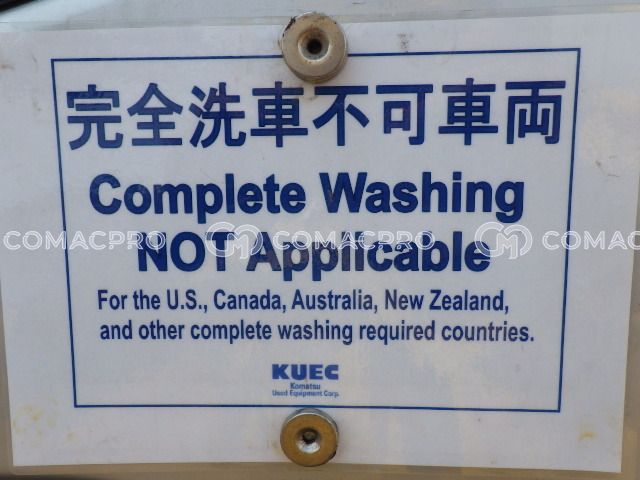 完全洗車不可車両
Complete Washing
NOT Applicable
COMACPRO COMACPRO COMACPRO
For the U.S., Canada, Australia, New Zealand,
and other complete washing required countries.
KUEC
Komatsu
Used Equipment Corp.